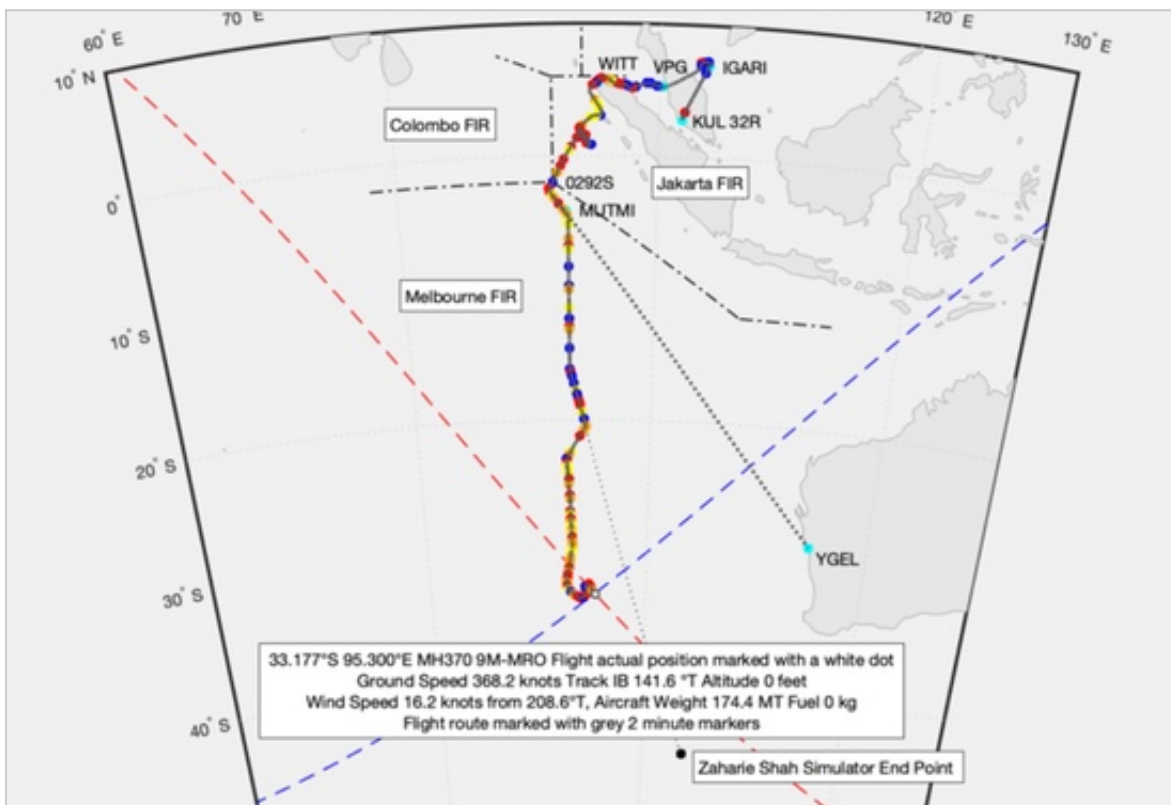 70° E
120° E
60° E
130° E
10° N
WITT
VPG
IGARI
KUL 32R
Colombo FIR
0292S
Jakarta FIR
0°
MUTMI
Melbourne FIR
10° S
20° S
YGEL
30° S
33.177°S 95.300°E MH370 9M-MRO Flight actual position marked with a white dot
Ground Speed 368.2 knots Track IB 141.6 °T Altitude 0 feet
Wind Speed 16.2 knots from 208.6°T, Aircraft Weight 174.4 MT Fuel 0 kg
Flight route marked with grey 2 minute markers
40° S
Zaharie Shah Simulator End Point